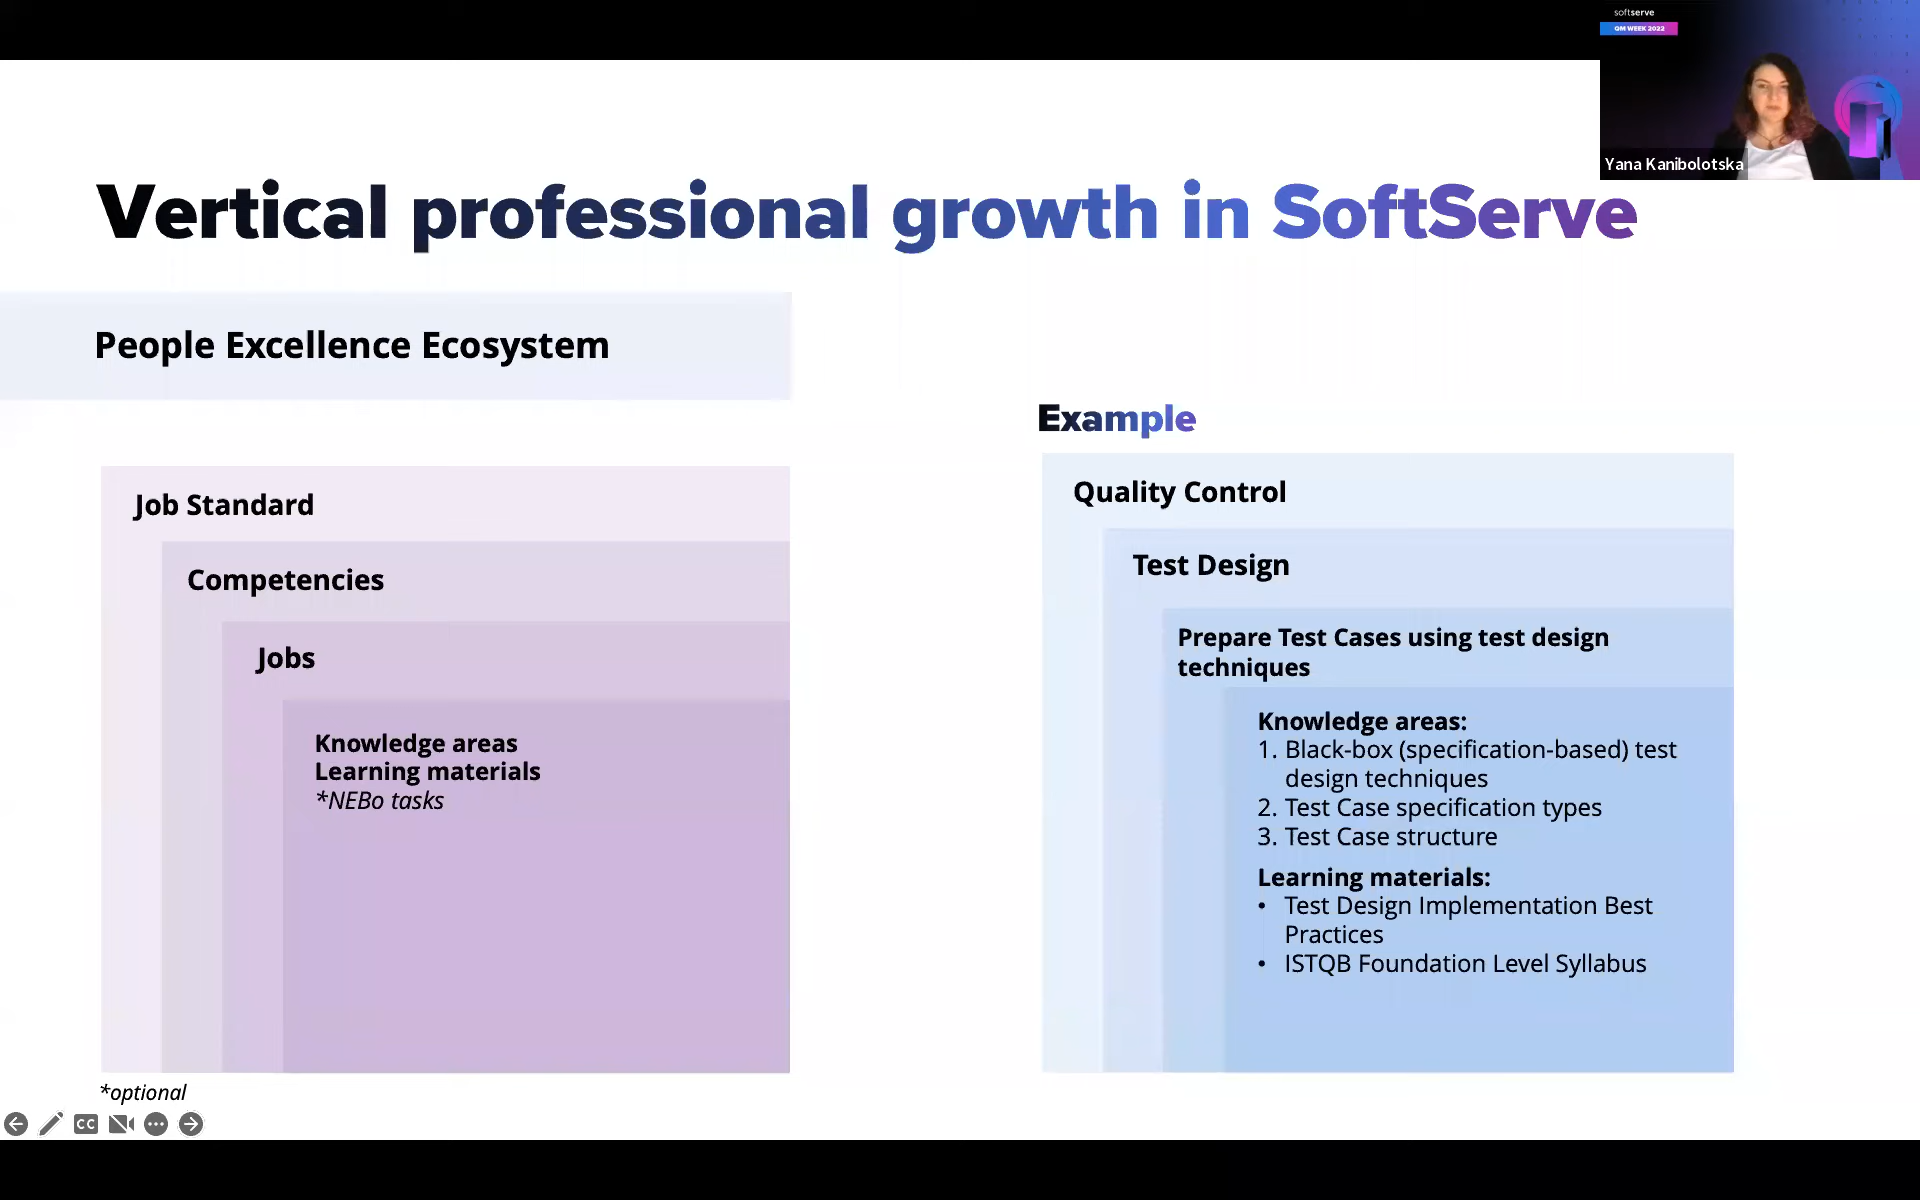 softserve
QM WEEK 2022
Yana Kanibolotska
Vertical professional growth in SoftServe
People Excellence Ecosystem
Job Standard
Competencies
Jobs
Knowledge areas
Learning materials
*NEBo tasks
*optional
Example
Quality Control
Test Design
Prepare Test Cases using test design
techniques
Knowledge areas:
1. Black-box (specification-based) test
design techniques
2. Test Case specification types
3. Test Case structure
Learning materials:
• Test Design Implementation Best
Practices
• ISTQB Foundation Level Syllabus
CC